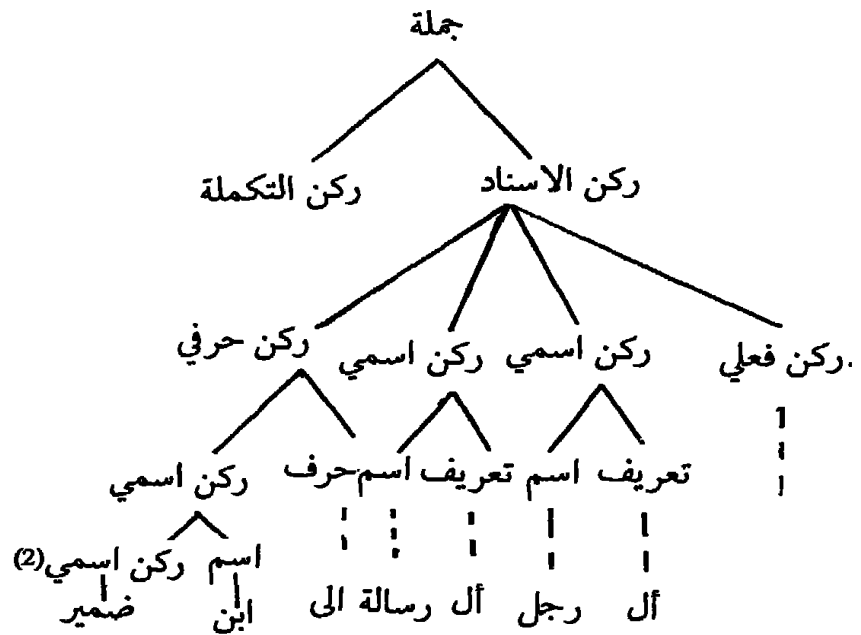 جملة
ركن الاسناد ركن التكملة
ركن فعلي. ركن اسمي ركن اسمي ركن حرفي
تعريف اسم تعريف اسم حرف ركن اسمي
اسم ركن اسمي(2)
أل رجل أل رسالة الى ابن ضمير